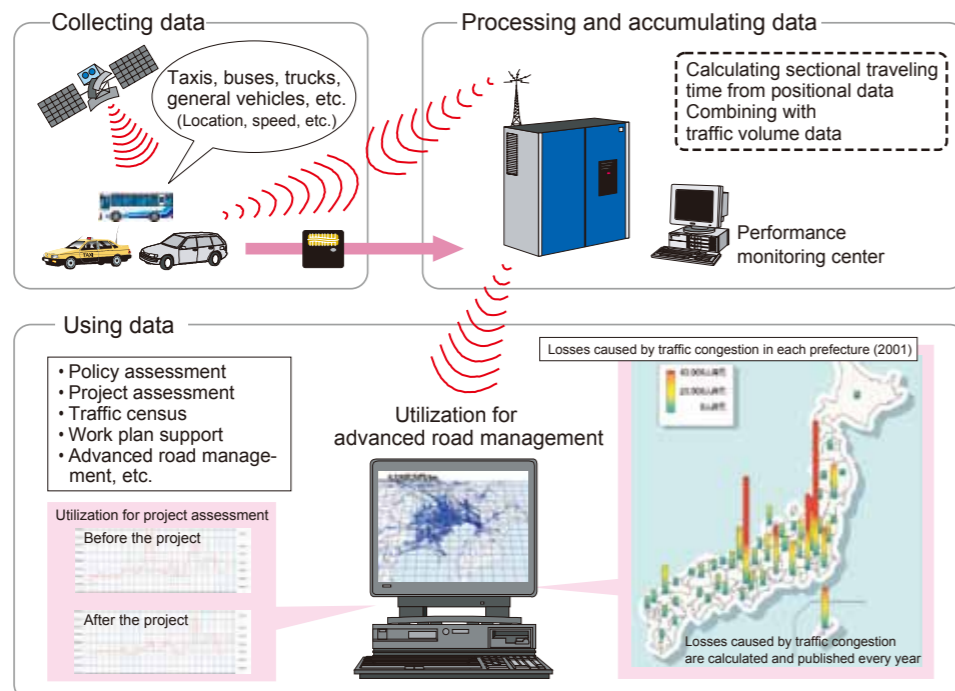 Collecting data
Taxis, buses, trucks,
general vehicles, etc.
(Location, speed, etc.)
TAXI
Processing and accumulating data
Calculating sectional traveling
time from positional data
Combining with
traffic volume data
Performance
monitoring center
Using data
・Policy assessment
・Project assessment
・Traffic census
・Work plan support
・Advanced road manage-
ment, etc.
Utilization for project assessment
Before the project
After the project
Utilization for
advanced road management
Losses caused by traffic congestion in each prefecture (2001)
Losses caused by traffic congestion
are calculated and published every year